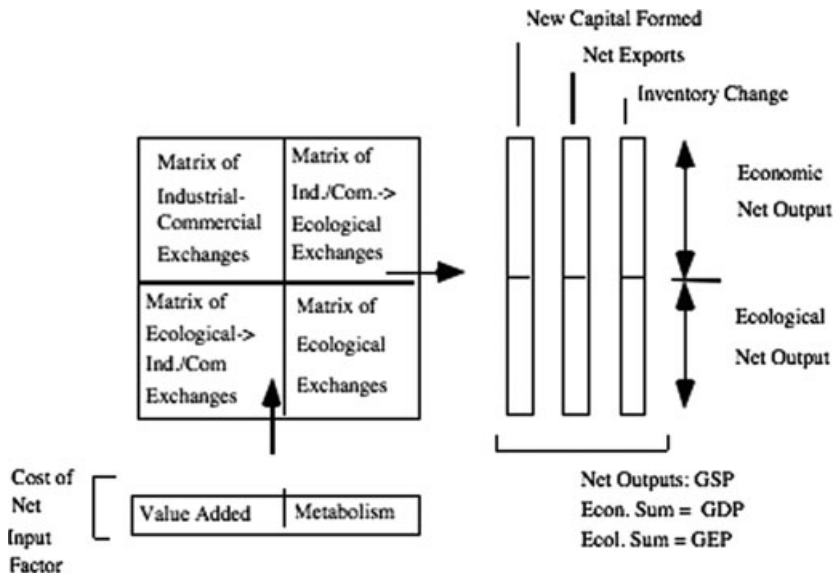 New Capital Formed
Net Exports
Inventory Change
Matrix of
Industrial-
Commercial
Exchanges
Matrix of
Ind./Com.->
Ecological
Exchanges
Economic
Net Output
Matrix of
Ecological->
Ind./Com
Exchanges
Matrix of
Ecological
Exchanges
Ecological
Net Output
Cost of
Net
Input
Factor
Value Added
Metabolism
Net Outputs: GSP
Econ. Sum = GDP
Ecol. Sum = GEP